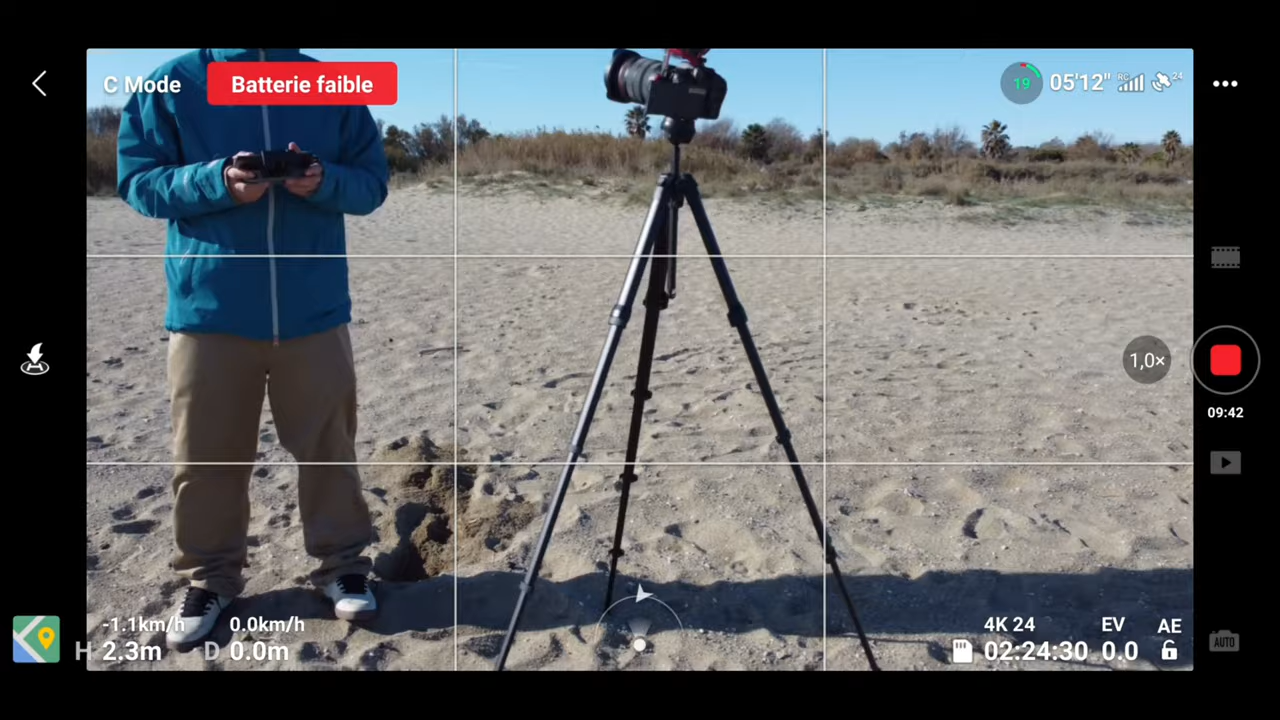 C Mode
Batterie faible
19
05'12"
RC
24
1,0×
09:42
-1.1km/h
0.0km/h
H 2.3m
D 0.0m
4K 24
EV
AE
02:24:30
0.0
AUTO